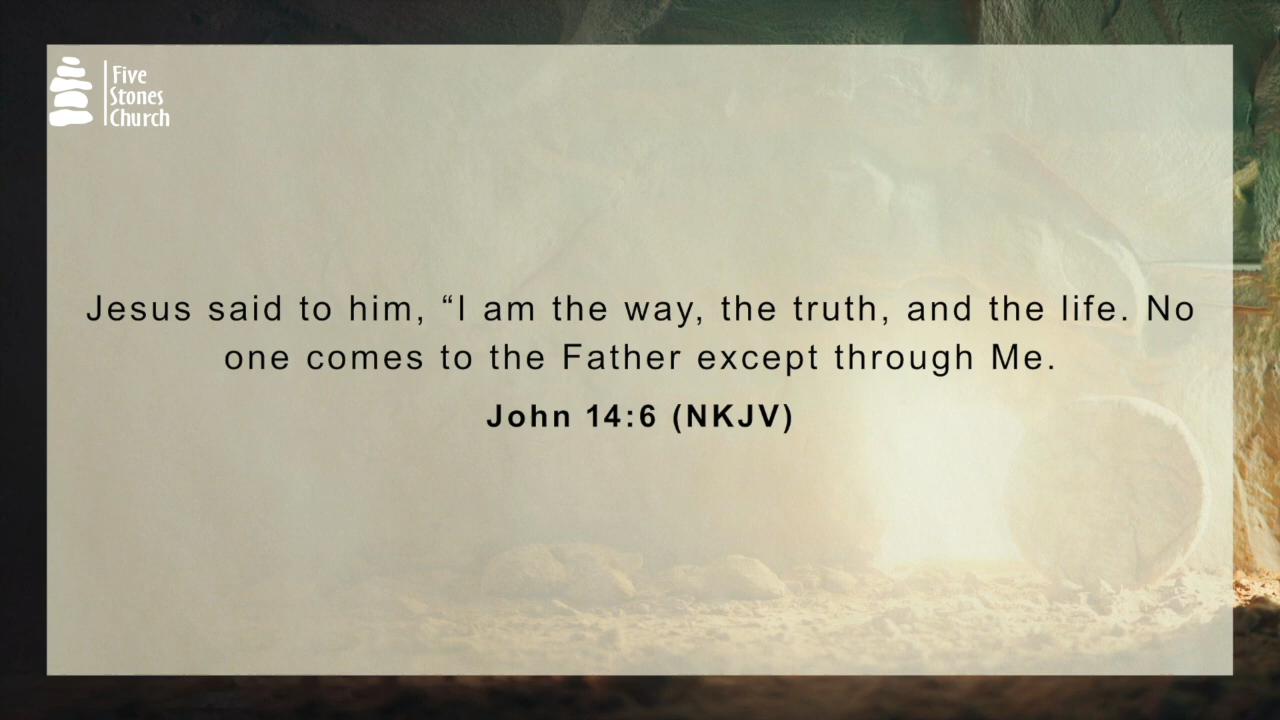 Five
Stones
Church
Jesus said to him, “I am the way, the truth, and the life. No
one comes to the Father except through Me.
John 14:6 (NKJV)